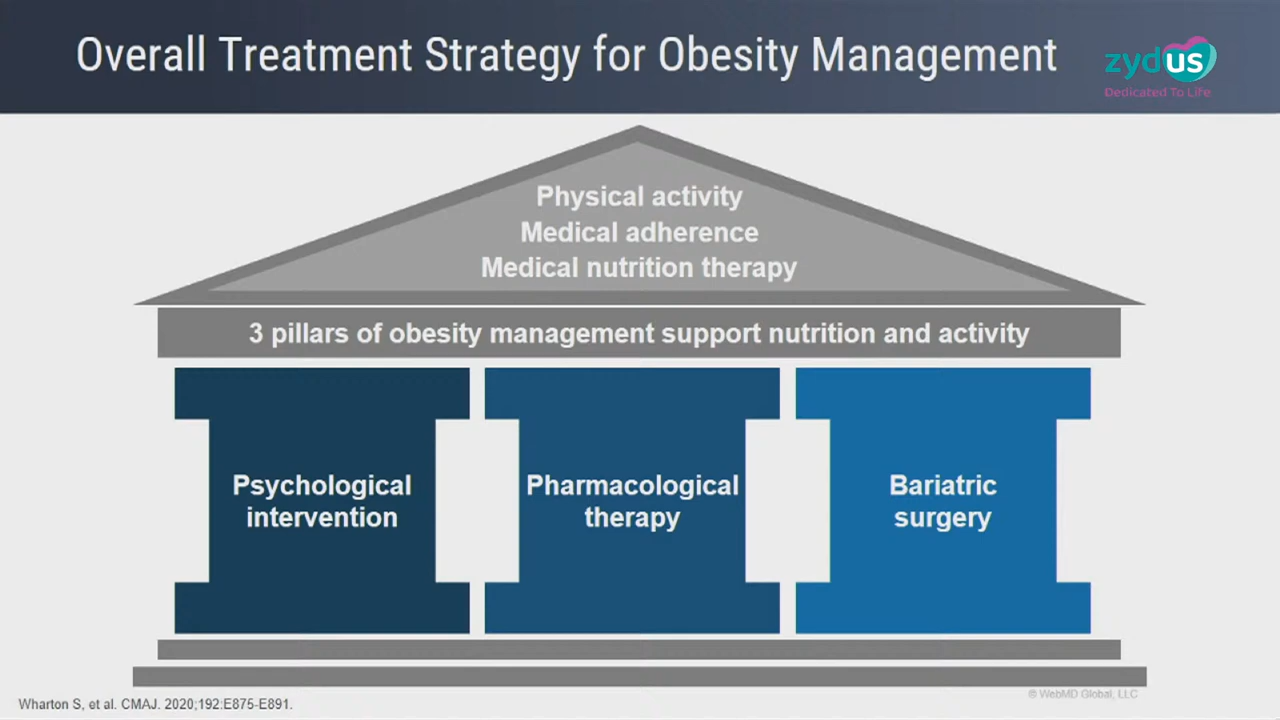 Overall Treatment Strategy for Obesity Management
zydus
Dedicated To Life
Physical activity
Medical adherence
Medical nutrition therapy
3 pillars of obesity management support nutrition and activity
Psychological
intervention
Pharmacological
therapy
Bariatric
surgery
© WebMD Global, LLC
Wharton S, et al. CMAJ. 2020;192:E875-E891.